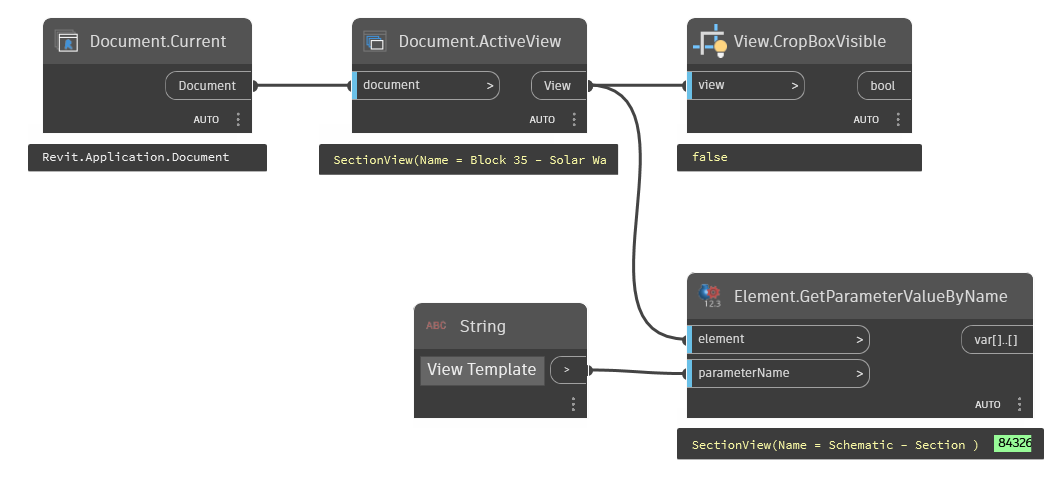 Document.Current
Document
AUTO
Revit.Application.Document
Document.ActiveView
document >
View
AUTO
SectionView(Name = Block 35 - Solar Wa
View.CropBoxVisible
view >
bool
AUTO
false
ABC
String
View Template
>
12.3
Element.GetParameterValueByName
element >
var[]..[]
parameterName >
AUTO
SectionView(Name = Schematic - Section ) 84326